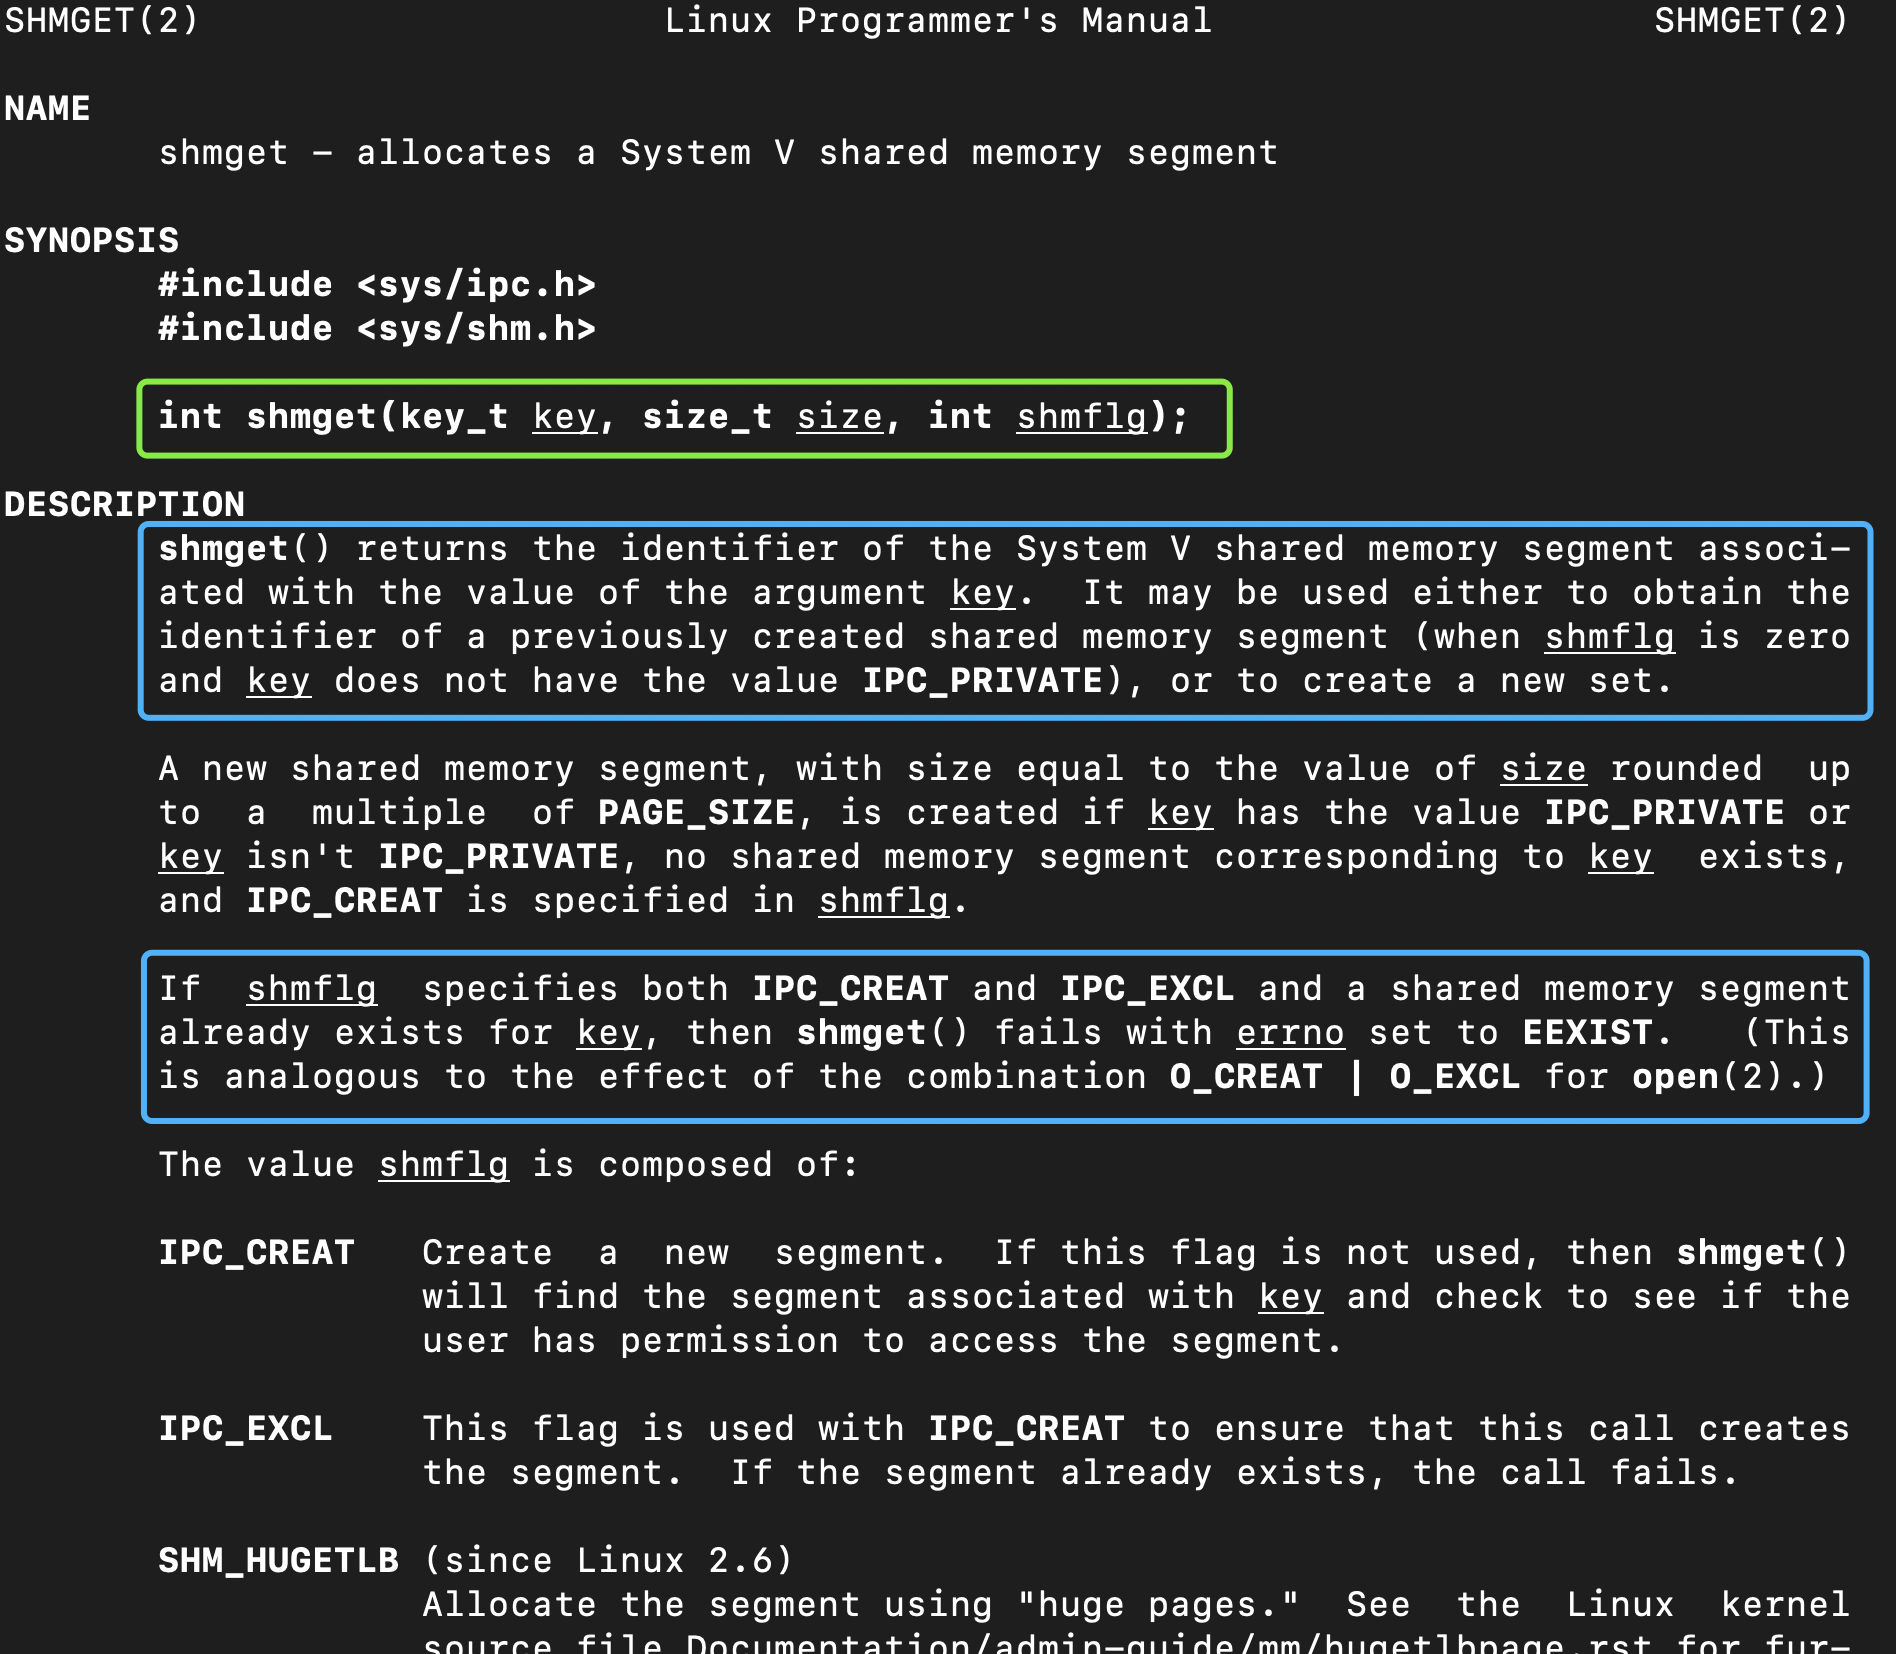 SHMGET(2) Linux Programmer's Manual SHMGET(2)
NAME
shmget – allocates a System V shared memory segment
SYNOPSIS
#include <sys/ipc.h>
#include <sys/shm.h>
int shmget(key_t key, size_t size, int shmflg);
DESCRIPTION
shmget() returns the identifier of the System V shared memory segment associ–
ated with the value of the argument key.  It may be used either to obtain the
identifier of a previously created shared memory segment (when shmflg is zero
and key does not have the value IPC_PRIVATE), or to create a new set.
A new shared memory segment, with size equal to the value of size rounded  up
to  a  multiple  of PAGE_SIZE, is created if key has the value IPC_PRIVATE or
key isn't IPC_PRIVATE, no shared memory segment corresponding to key  exists,
and IPC_CREAT is specified in shmflg.
If  shmflg  specifies both IPC_CREAT and IPC_EXCL and a shared memory segment
already exists for key, then shmget() fails with errno set to EEXIST.   (This
is analogous to the effect of the combination O_CREAT | O_EXCL for open(2).)
The value shmflg is composed of:
IPC_CREAT   Create  a  new  segment.  If this flag is not used, then shmget()
will find the segment associated with key and check to see if the
user has permission to access the segment.
IPC_EXCL    This flag is used with IPC_CREAT to ensure that this call creates
the segment.  If the segment already exists, the call fails.
SHM_HUGETLB (since Linux 2.6)
Allocate the segment using "huge pages."  See  the  Linux  kernel
source file Documentation/admin–guide/mm/hugetlbpage.rst for fur–